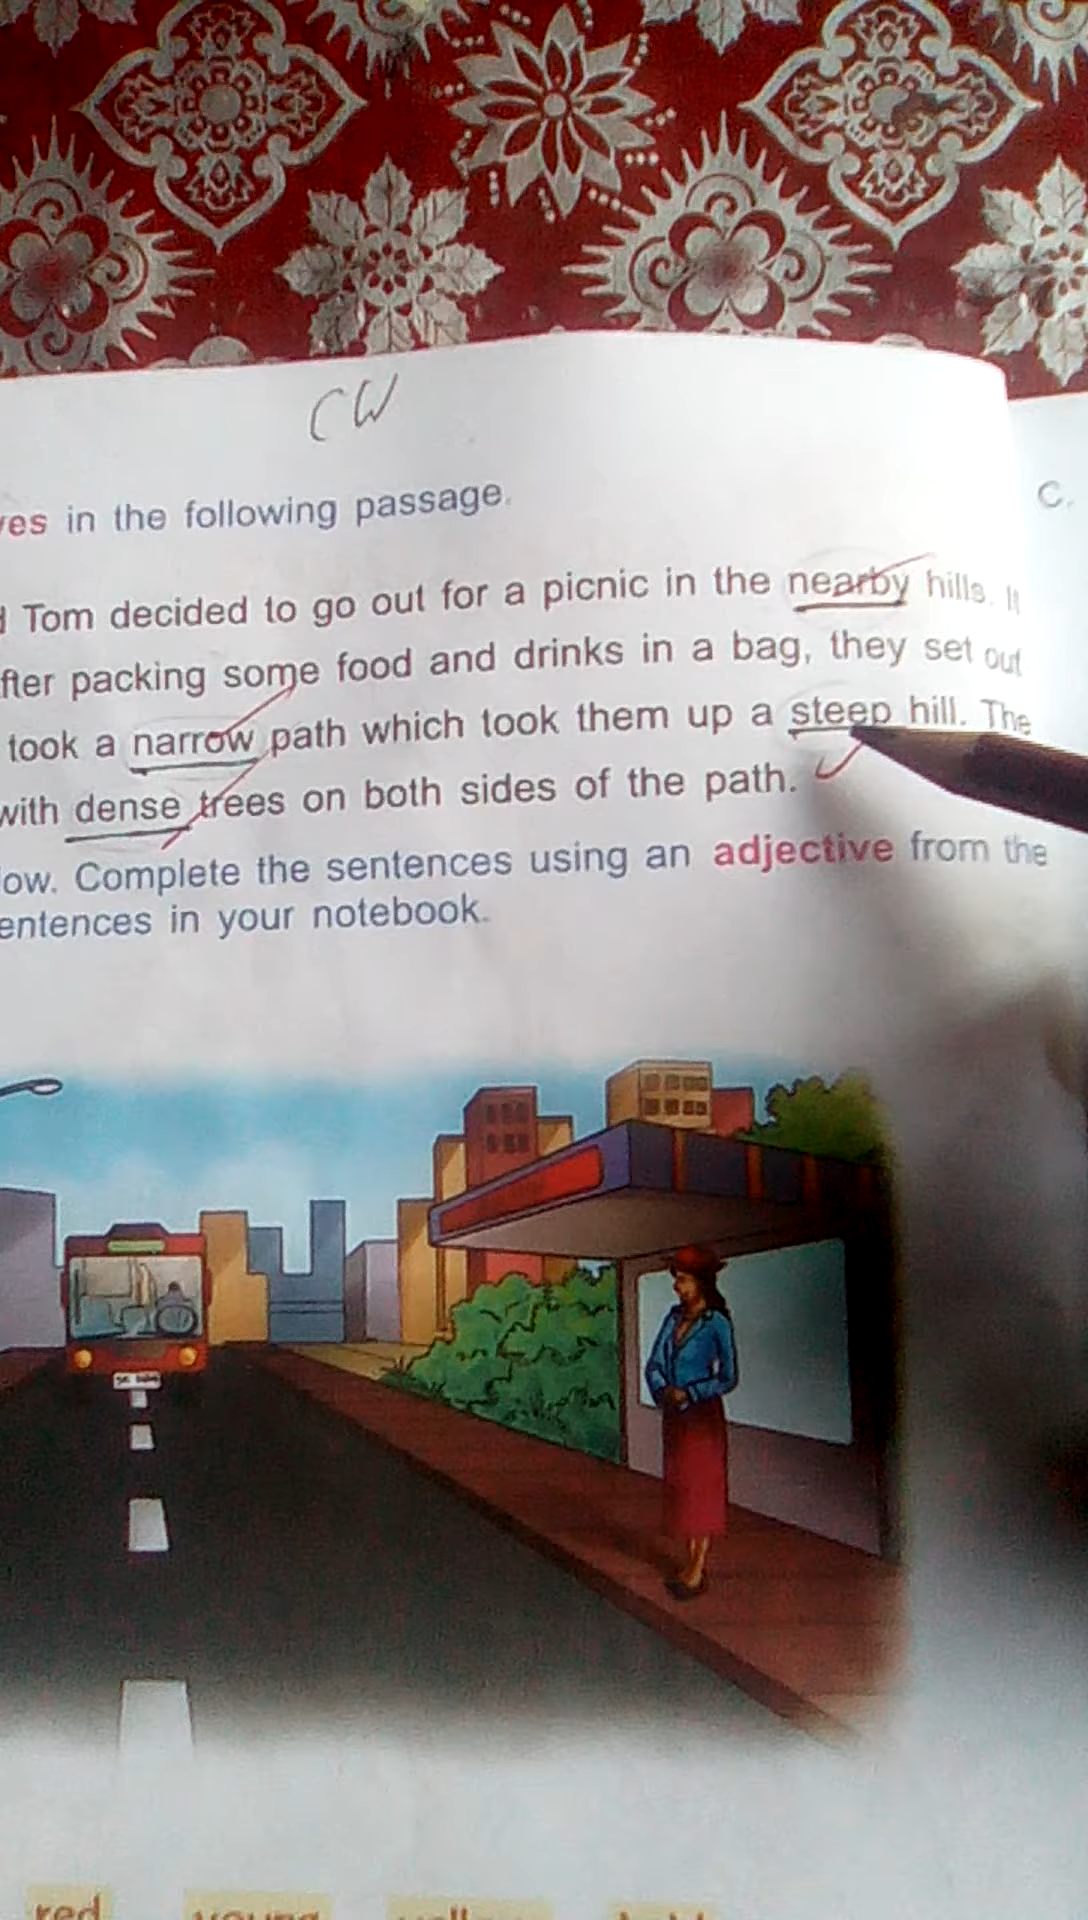 CW
ves in the following passage.
C.
Tom decided to go out for a picnic in the nearby hills. It
fter packing some food and drinks in a bag, they set out
took a narrow path which took them up a steep hill. The
with dense trees on both sides of the path.
low. Complete the sentences using an adjective from the
entences in your notebook.
red young